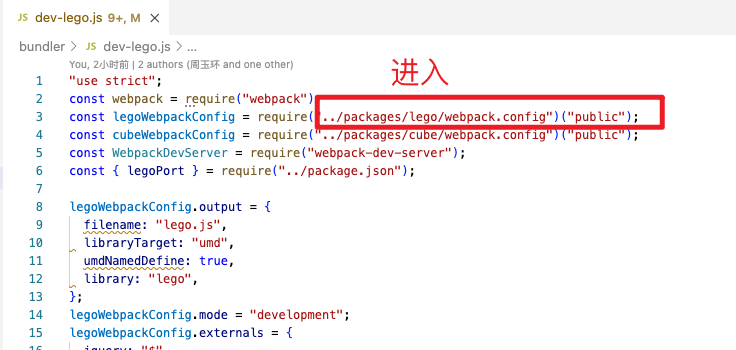 JS dev-lego.js 9+, M ×
bundler > JS dev-lego.js > ...
You, 2小时前 | 2 authors (周玉环 and one other)
进入
1 "use strict";
2 const webpack = require("webpack")
3 const legoWebpackConfig = require("../packages/lego/webpack.config")("public");
4 const cubeWebpackConfig = require("../packages/cube/webpack.config")("public");
5 const WebpackDevServer = require("webpack-dev-server");
6 const { legoPort } = require("../package.json");
7
8 legoWebpackConfig.output = {
9 filename: "lego.js",
10 libraryTarget: "umd",
11 umdNamedDefine: true,
12 library: "lego",
13 };
14 legoWebpackConfig.mode = "development";
15 legoWebpackConfig.externals = {
16 jquery: "$"